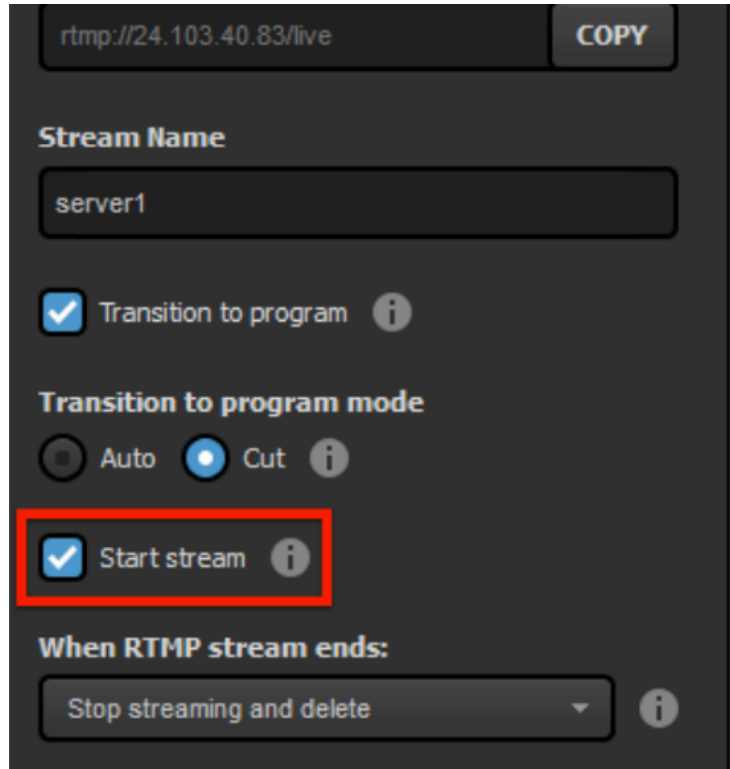 rtmp://24.103.40.83/live COPY
Stream Name
server1
Transition to program
Transition to program mode
Auto Cut
Start stream
When RTMP stream ends:
Stop streaming and delete